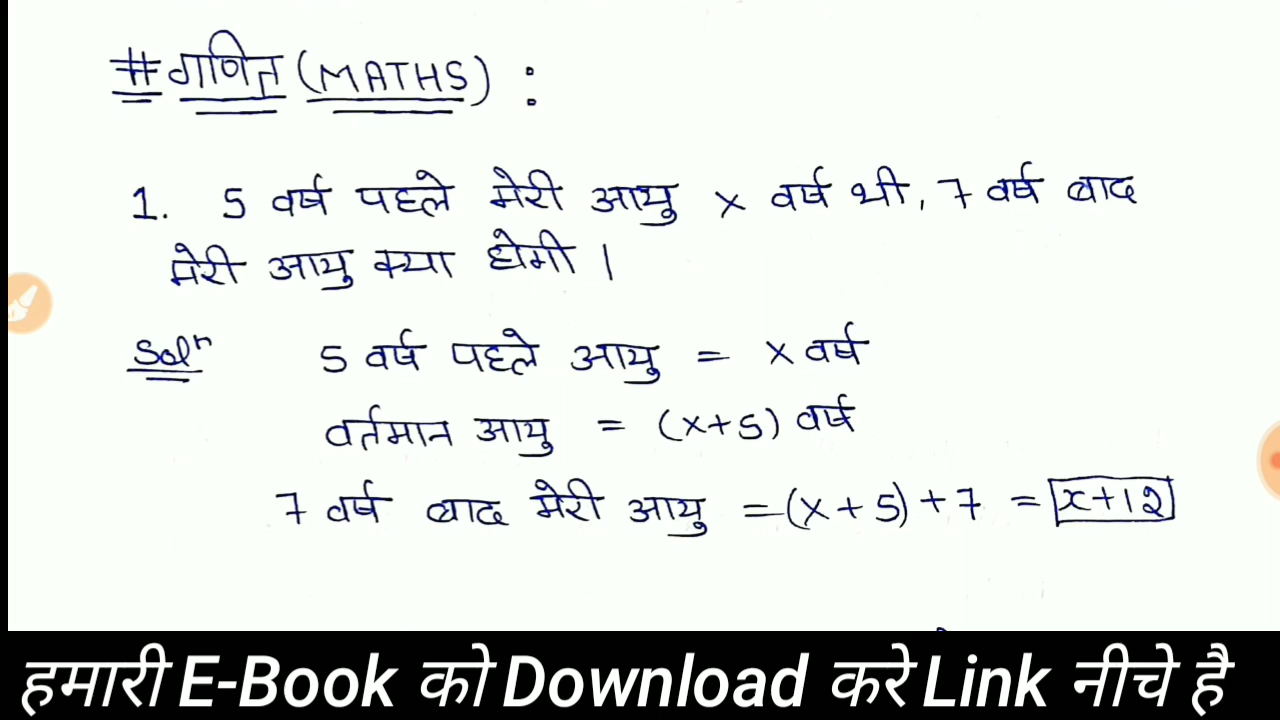 #गणित (MATHS) :
1. 5 वर्ष पहले मेरी आयु x वर्ष थी, 7 वर्ष बाद
मेरी आयु क्या होगी ।
Solⁿ 5 वर्ष पहले आयु = x वर्ष
वर्तमान आयु = (x+5) वर्ष
7 वर्ष बाद मेरी आयु = (x+5)+7 = x+12
हमारी E-Book को Download करे Link नीचे है